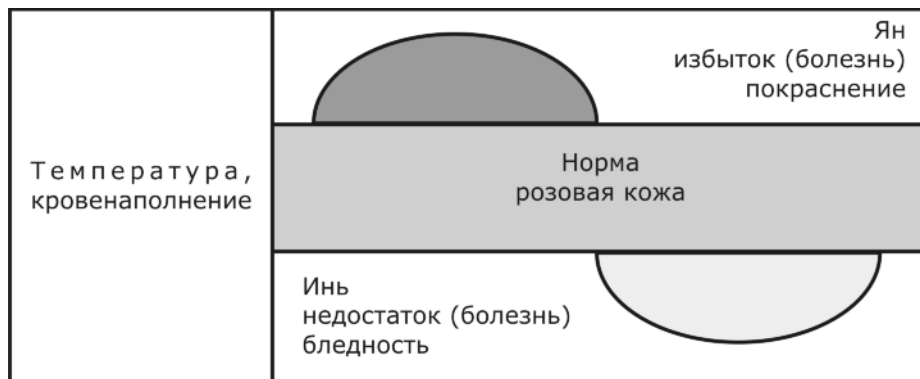 Температура,
кровенаполнение
Ян
избыток (болезнь)
покраснение
Норма
розовая кожа
Инь
недостаток (болезнь)
бледность